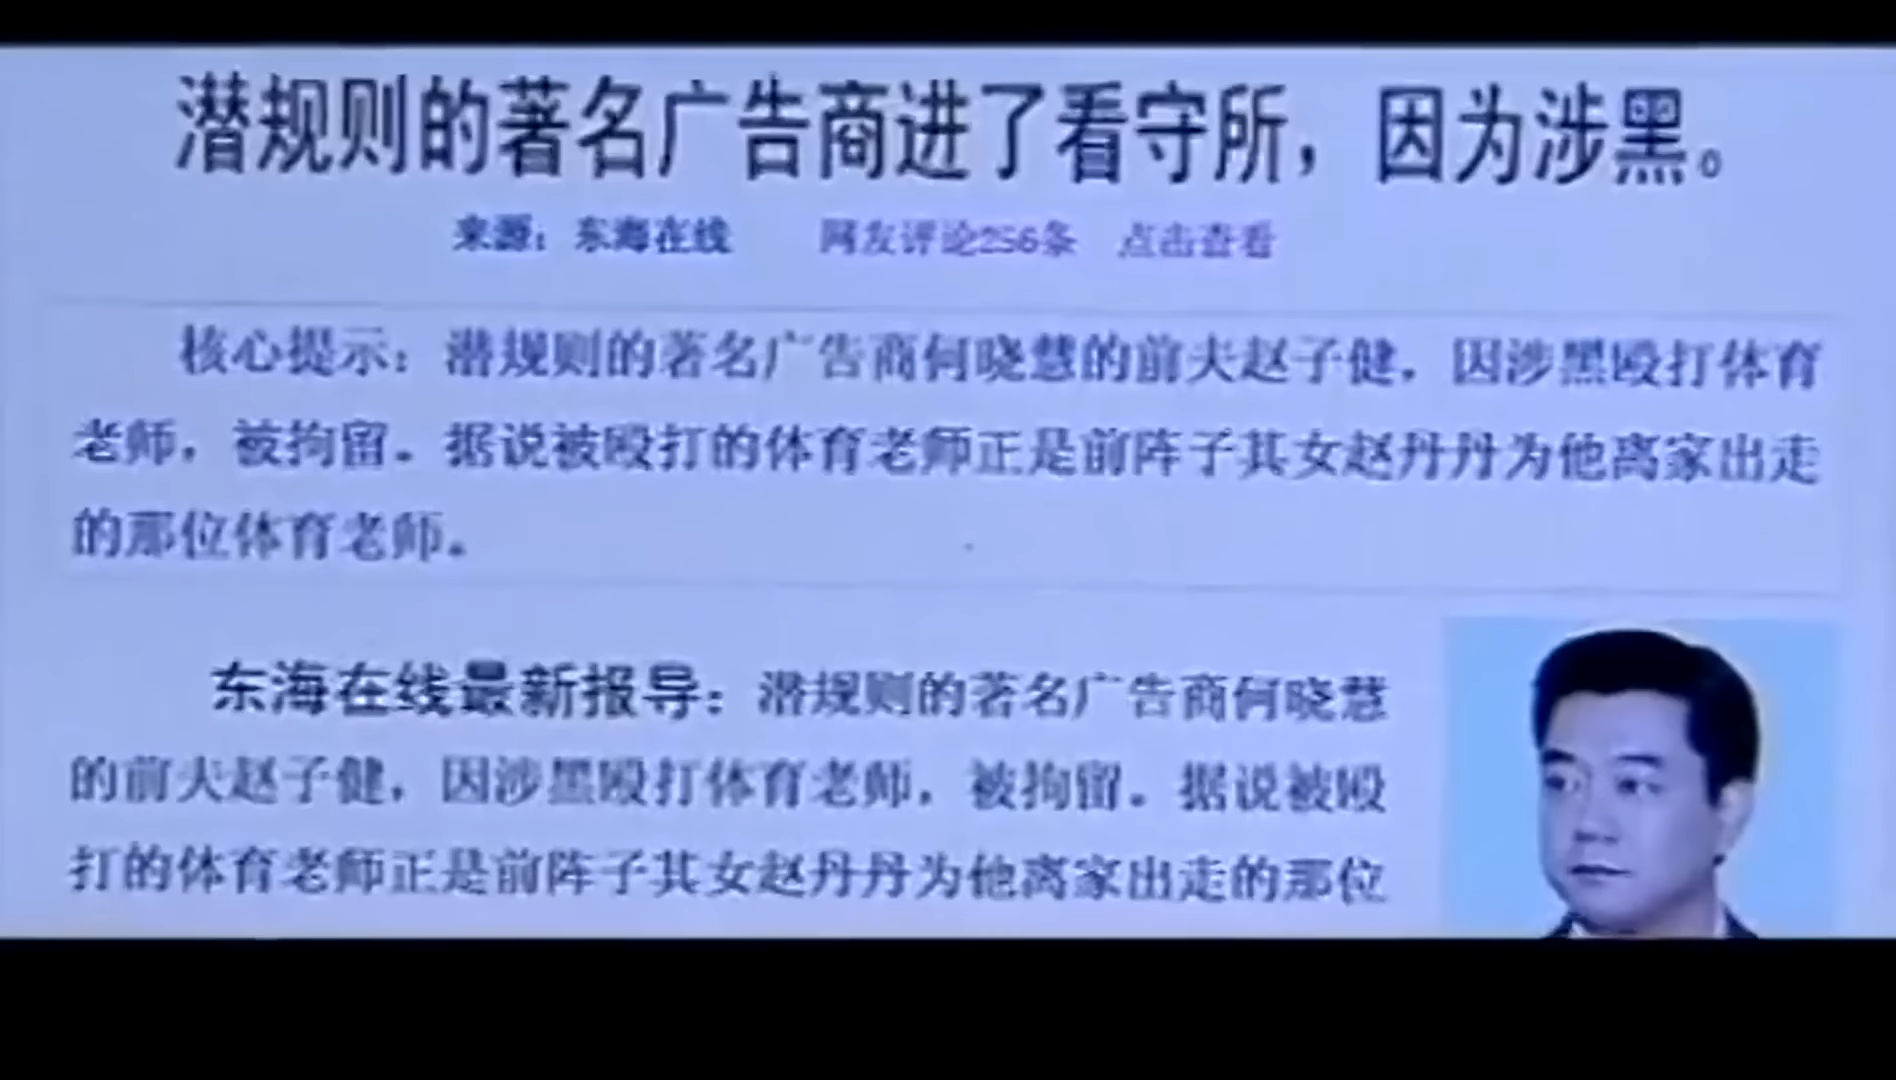 潜规则的著名广告商进了看守所，因为涉黑。
来源：东海在线 网友评论256条 点击查看
核心提示：潜规则的著名广告商何晓慧的前夫赵子健，因涉黑殴打体育
老师，被拘留。据说被殴打的体育老师正是前阵子其女赵丹丹为他离家出走
的那位体育老师。
东海在线最新报导：潜规则的著名广告商何晓慧
的前夫赵子健，因涉黑殴打体育老师，被拘留。据说被殴
打的体育老师正是前阵子其女赵丹丹为他离家出走的那位